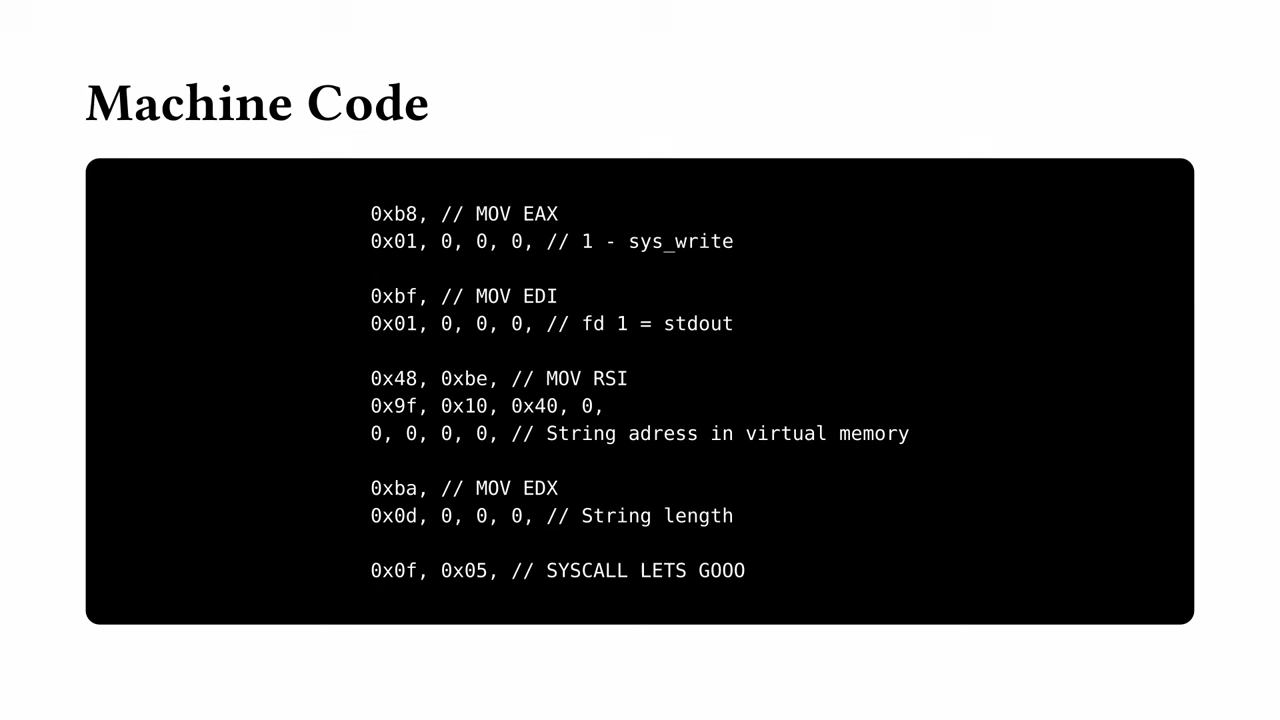 Machine Code
0xb8, // MOV EAX
0x01, 0, 0, 0, // 1 - sys_write
0xbf, // MOV EDI
0x01, 0, 0, 0, // fd 1 = stdout
0x48, 0xbe, // MOV RSI
0x9f, 0x10, 0x40, 0,
0, 0, 0, 0, // String adress in virtual memory
0xba, // MOV EDX
0x0d, 0, 0, 0, // String length
0x0f, 0x05, // SYSCALL LETS GOOO